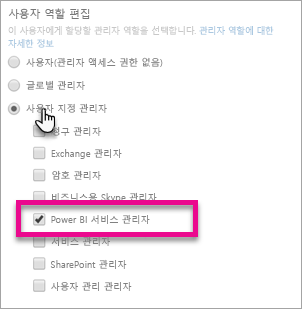 사용자 역할 편집
이 사용자에게 할당할 관리자 역할을 선택합니다. 관리자 역할에 대한
자세한 정보
사용자(관리자 액세스 권한 없음)
글로벌 관리자
사용자 지정 관리자
청구 관리자
Exchange 관리자
암호 관리자
비즈니스용 Skype 관리자
Power BI 서비스 관리자
서비스 관리자
SharePoint 관리자
사용자 관리 관리자